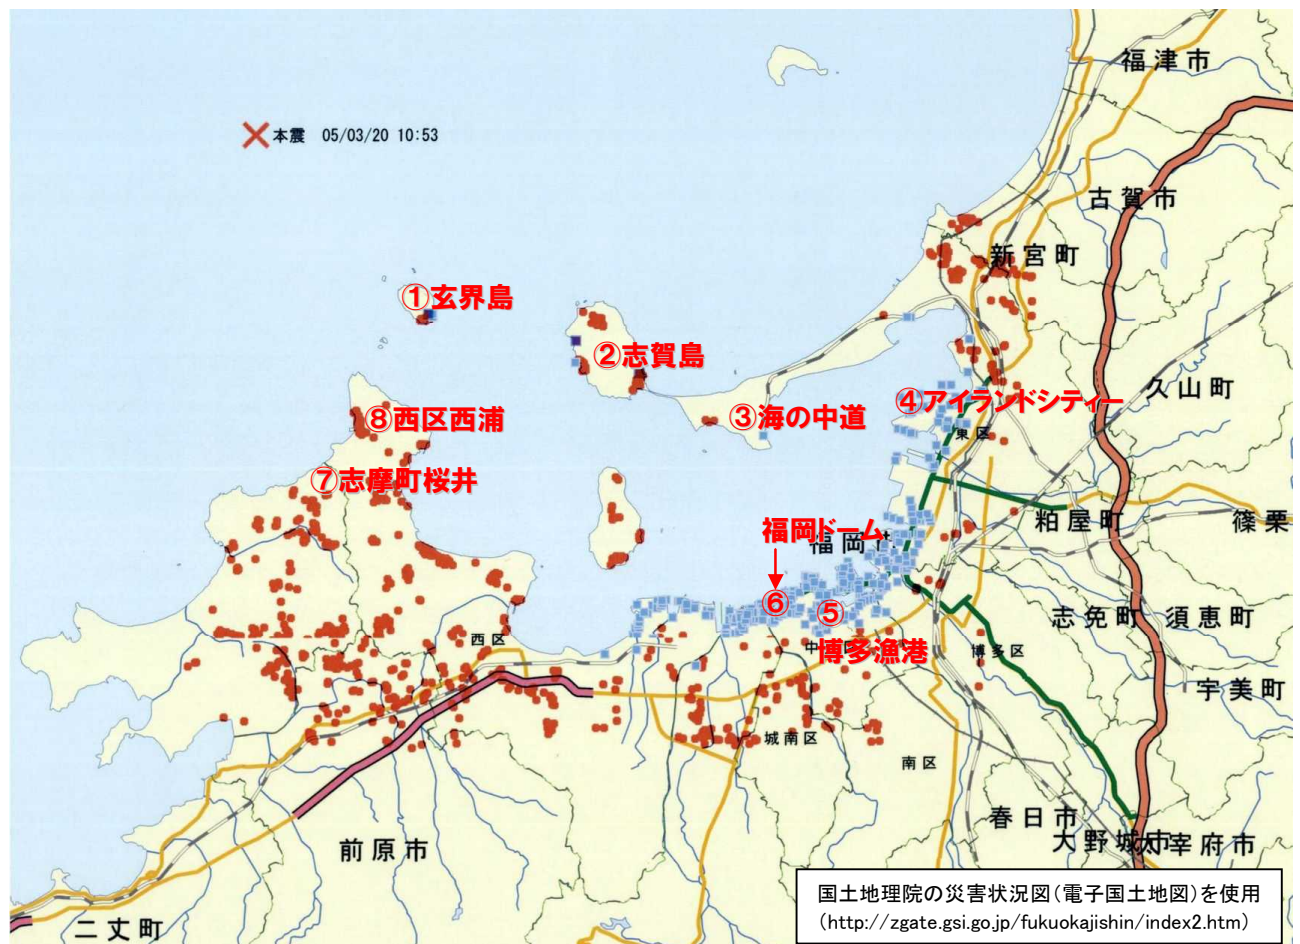 福津市
本震 05/03/20 10:53
古賀市
新宮町
①玄界島
②志賀島
久山町
④アイランドシティー
③海の中道
⑧西区西浦
東区
⑦志摩町桜井
粕屋町
篠栗
福岡ドーム
福岡市
⑥
⑤
志免町
須恵町
西区
中
区
博多漁港
博多区
宇美町
城南区
南区
春日市
大野城市
太宰府市
前原市
二丈町
国土地理院の災害状況図(電子国土地図)を使用
(http://zgate.gsi.go.jp/fukuokajishin/index2.htm)